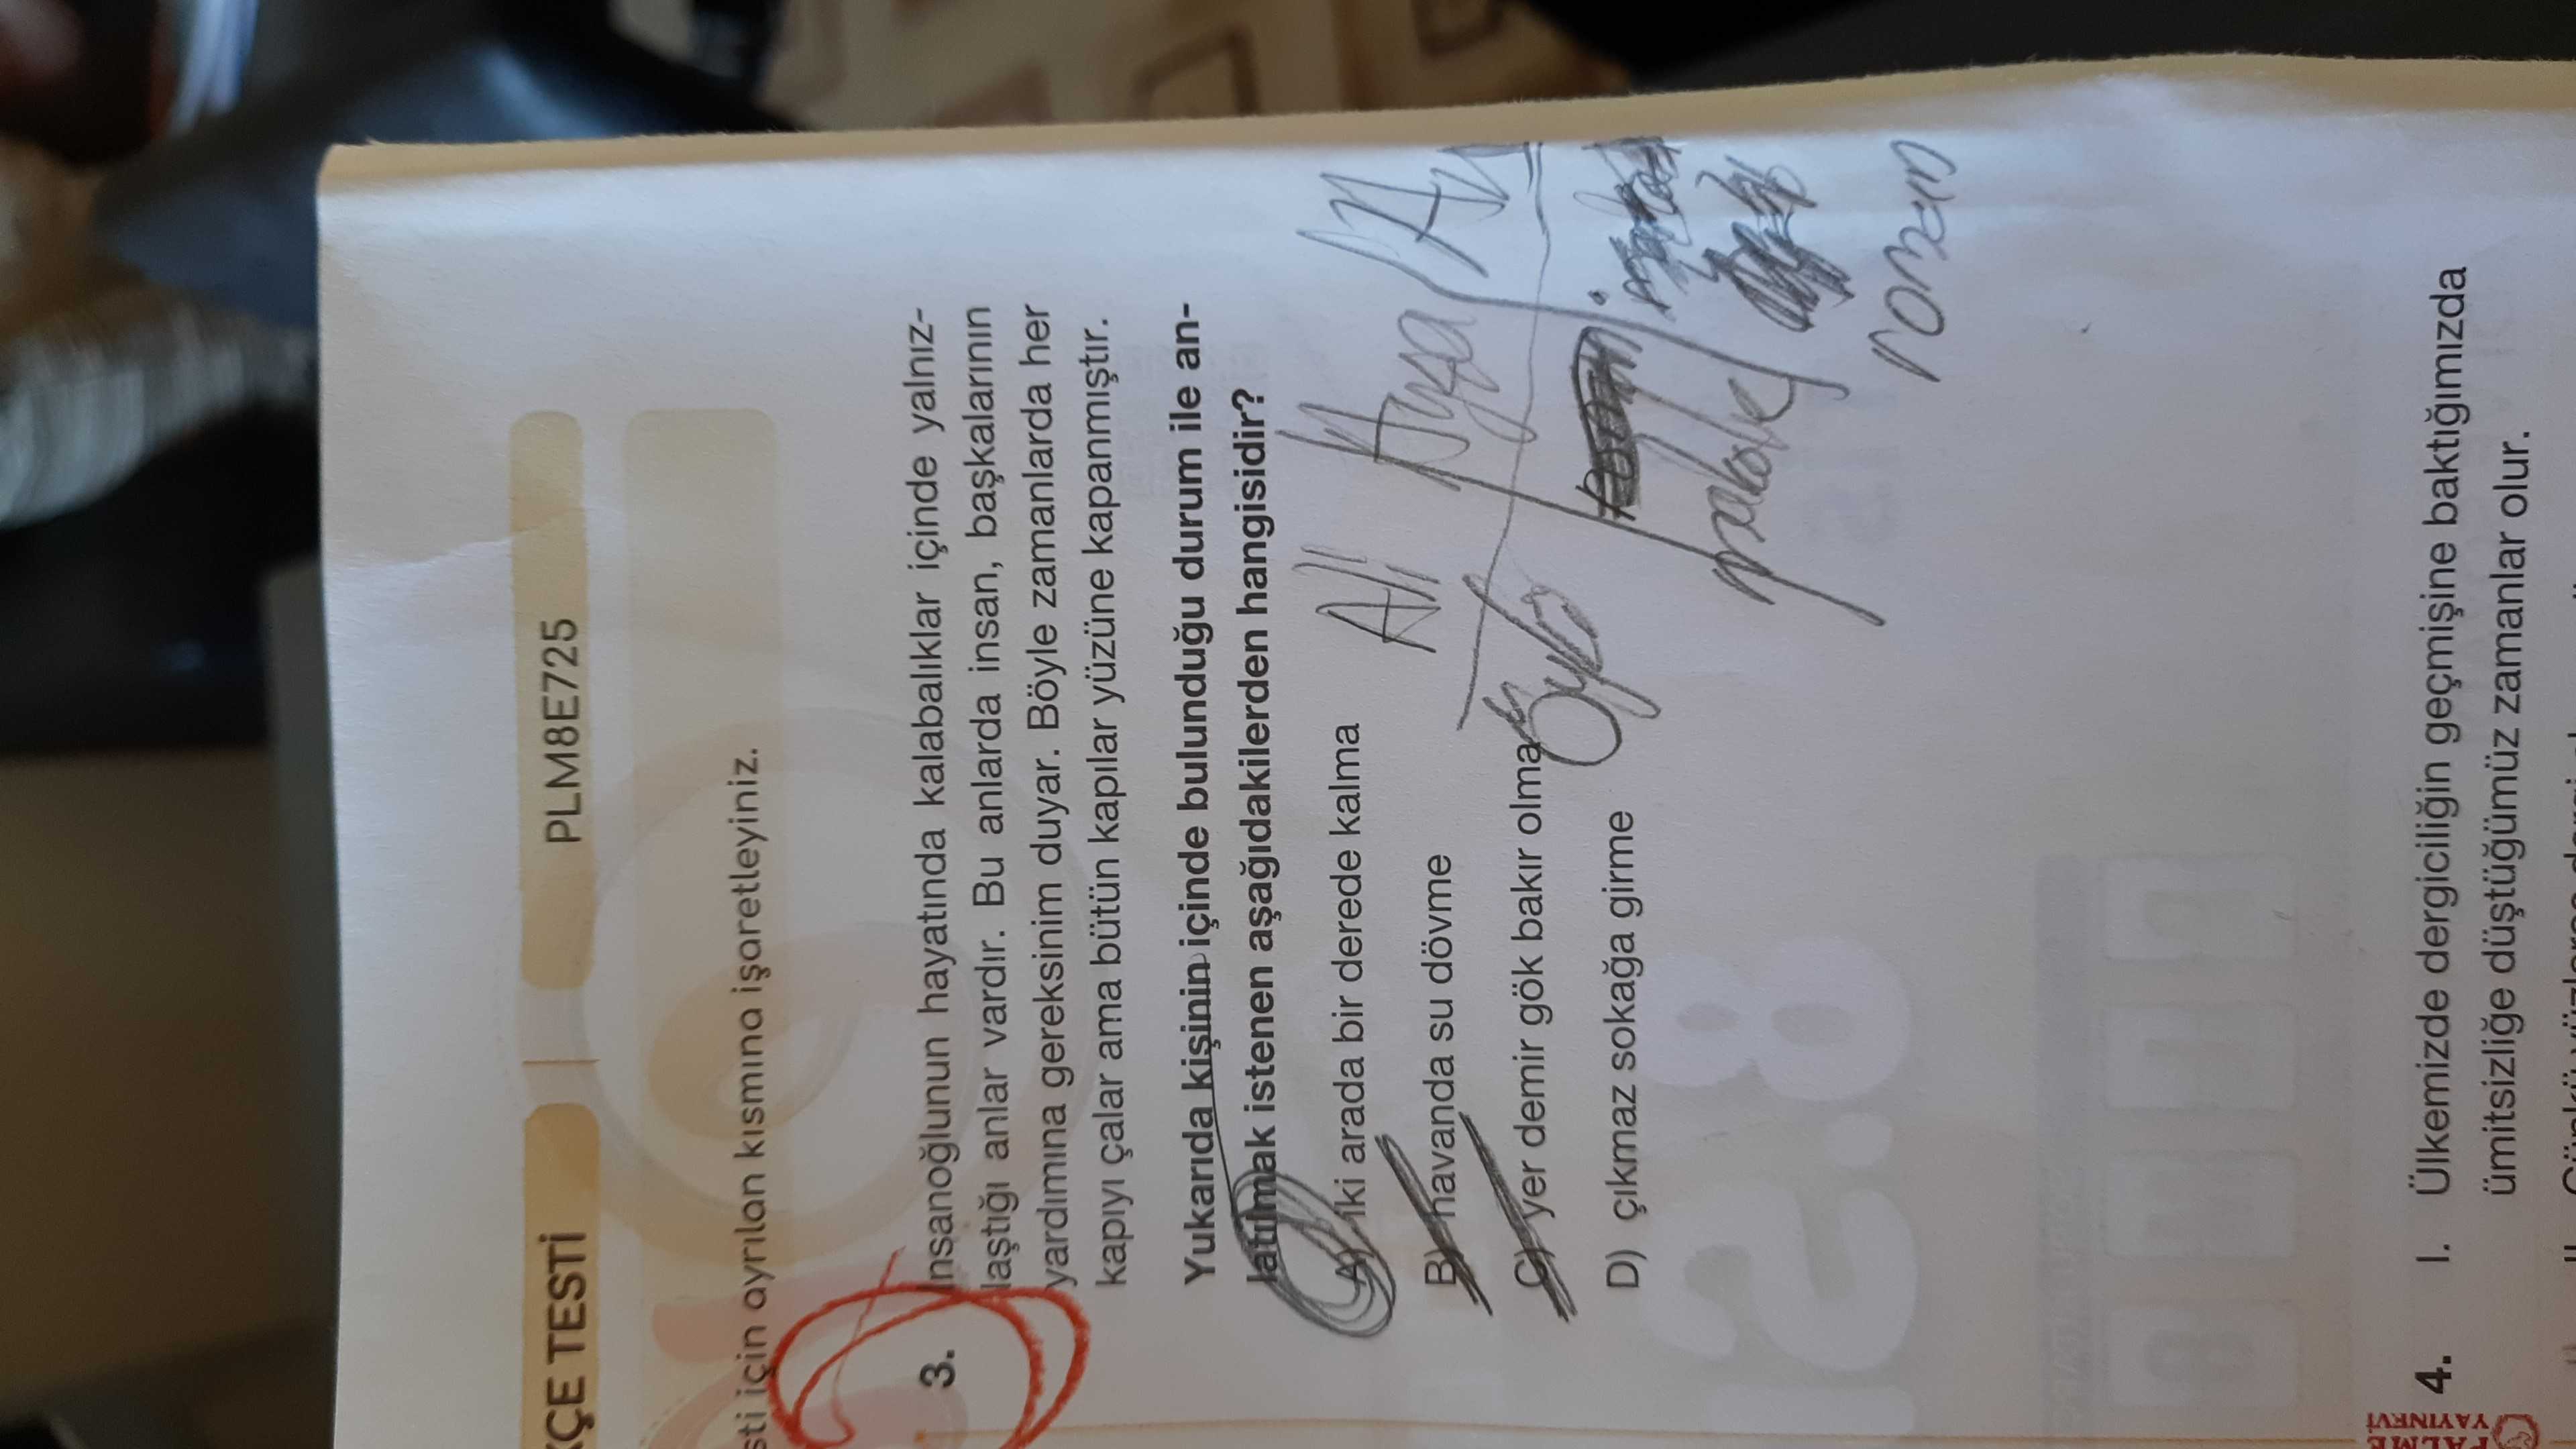 KÇE TESTİ
PLM8E725
sti için ayrılan kısmına işaretleyiniz.
3. İnsanoğlunun hayatında kalabalıklar içinde yalnız-
laştığı anlar vardır. Bu anlarda insan, başkalarının
yardımına gereksinim duyar. Böyle zamanlarda her
kapıyı çalar ama bütün kapılar yüzüne kapanmıştır.
Yukarıda kişinin içinde bulunduğu durum ile an-
latılmak istenen aşağıdakilerden hangisidir?
A) iki arada bir derede kalma
B) havanda su dövme
C) yer demir gök bakır olma
D) çıkmaz sokağa girme
Ali
Ayşa
Öykü
roman
4. I. Ülkemizde dergiciliğin geçmişine baktığımızda
ümitsizliğe düştüğümüz zamanlar olur.
PALME
YAYINEVİ